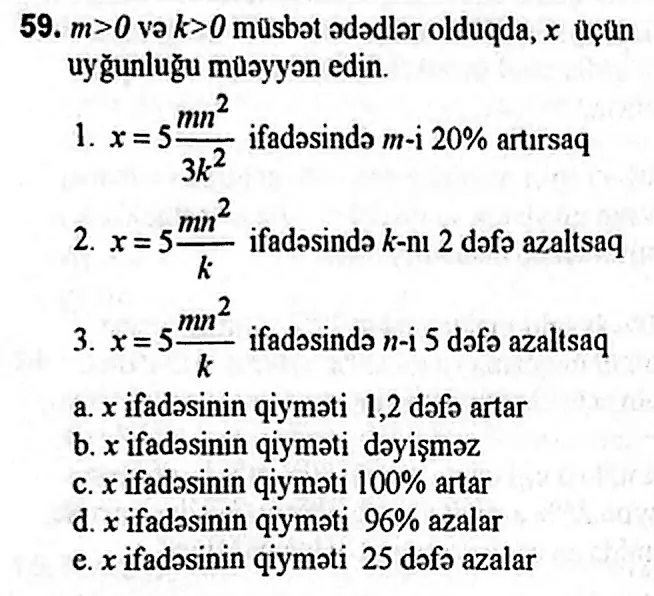 59. m>0 və k>0 müsbət ədədlər olduqda, x üçün
uyğunluğu müəyyən edin.
1. x = 5 mn²/3k² ifadəsində m-i 20% artırsaq
2. x = 5 mn²/k ifadəsində k-nı 2 dəfə azaltsaq
3. x = 5 mn²/k ifadəsində n-i 5 dəfə azaltsaq
a. x ifadəsinin qiyməti 1,2 dəfə artar
b. x ifadəsinin qiyməti dəyişməz
c. x ifadəsinin qiyməti 100% artar
d. x ifadəsinin qiyməti 96% azalar
e. x ifadəsinin qiyməti 25 dəfə azalar